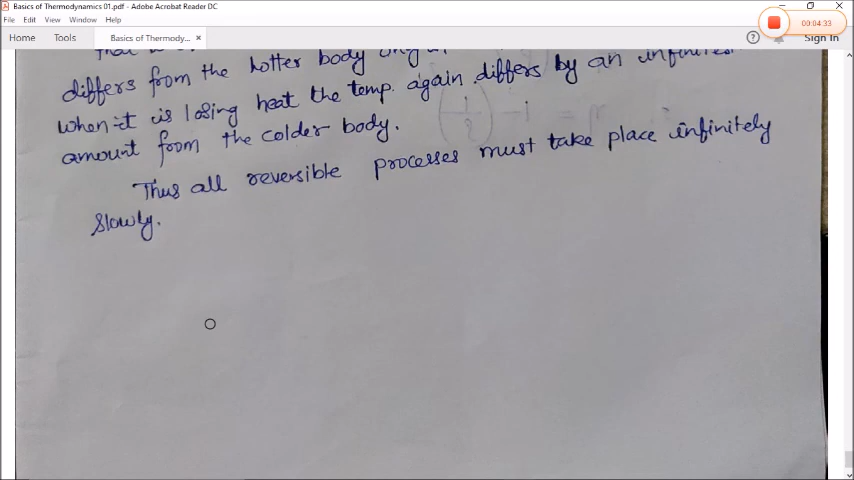 Basics of Thermodynamics 01.pdf - Adobe Acrobat Reader DC
File Edit View Window Help
00:04:33
Home Tools Basics of Thermody... × Sign In
differs from the hotter body
when it is losing heat the temp. again differs by an
amount from the colder body.
Thus all reversible processes must take place infinitely
slowly.